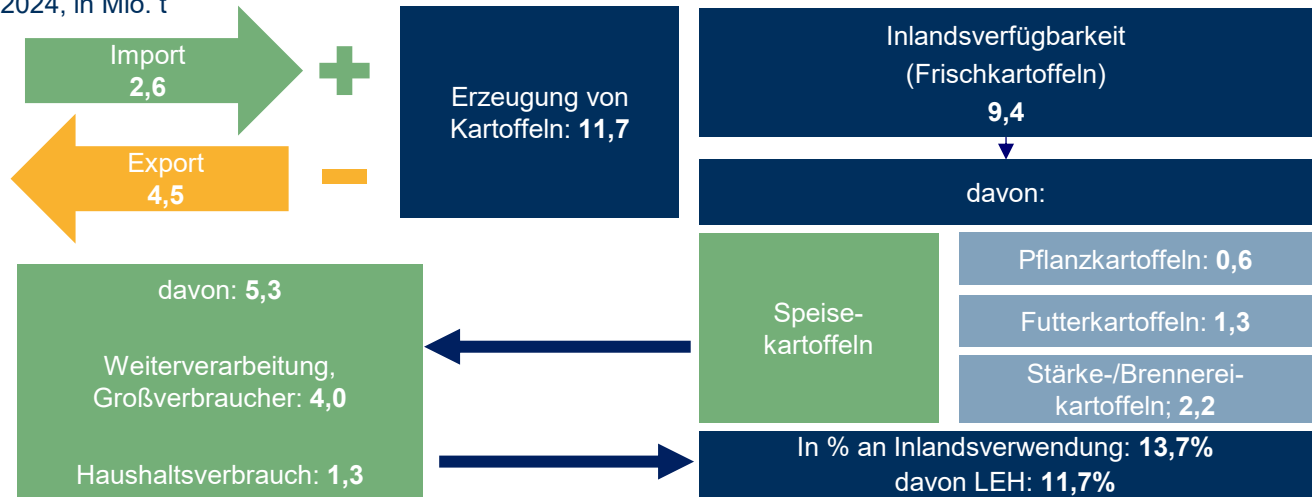 2024, in Mio. t
Import
2,6
Export
4,5
Erzeugung von
Kartoffeln: 11,7
Inlandsverfügbarkeit
(Frischkartoffeln)
9,4
davon:
Speise-
kartoffeln
Pflanzkartoffeln: 0,6
Futterkartoffeln: 1,3
Stärke-/Brennerei-
kartoffeln; 2,2
davon: 5,3
Weiterverarbeitung,
Großverbraucher: 4,0
Haushaltsverbrauch: 1,3
In % an Inlandsverwendung: 13,7%
davon LEH: 11,7%